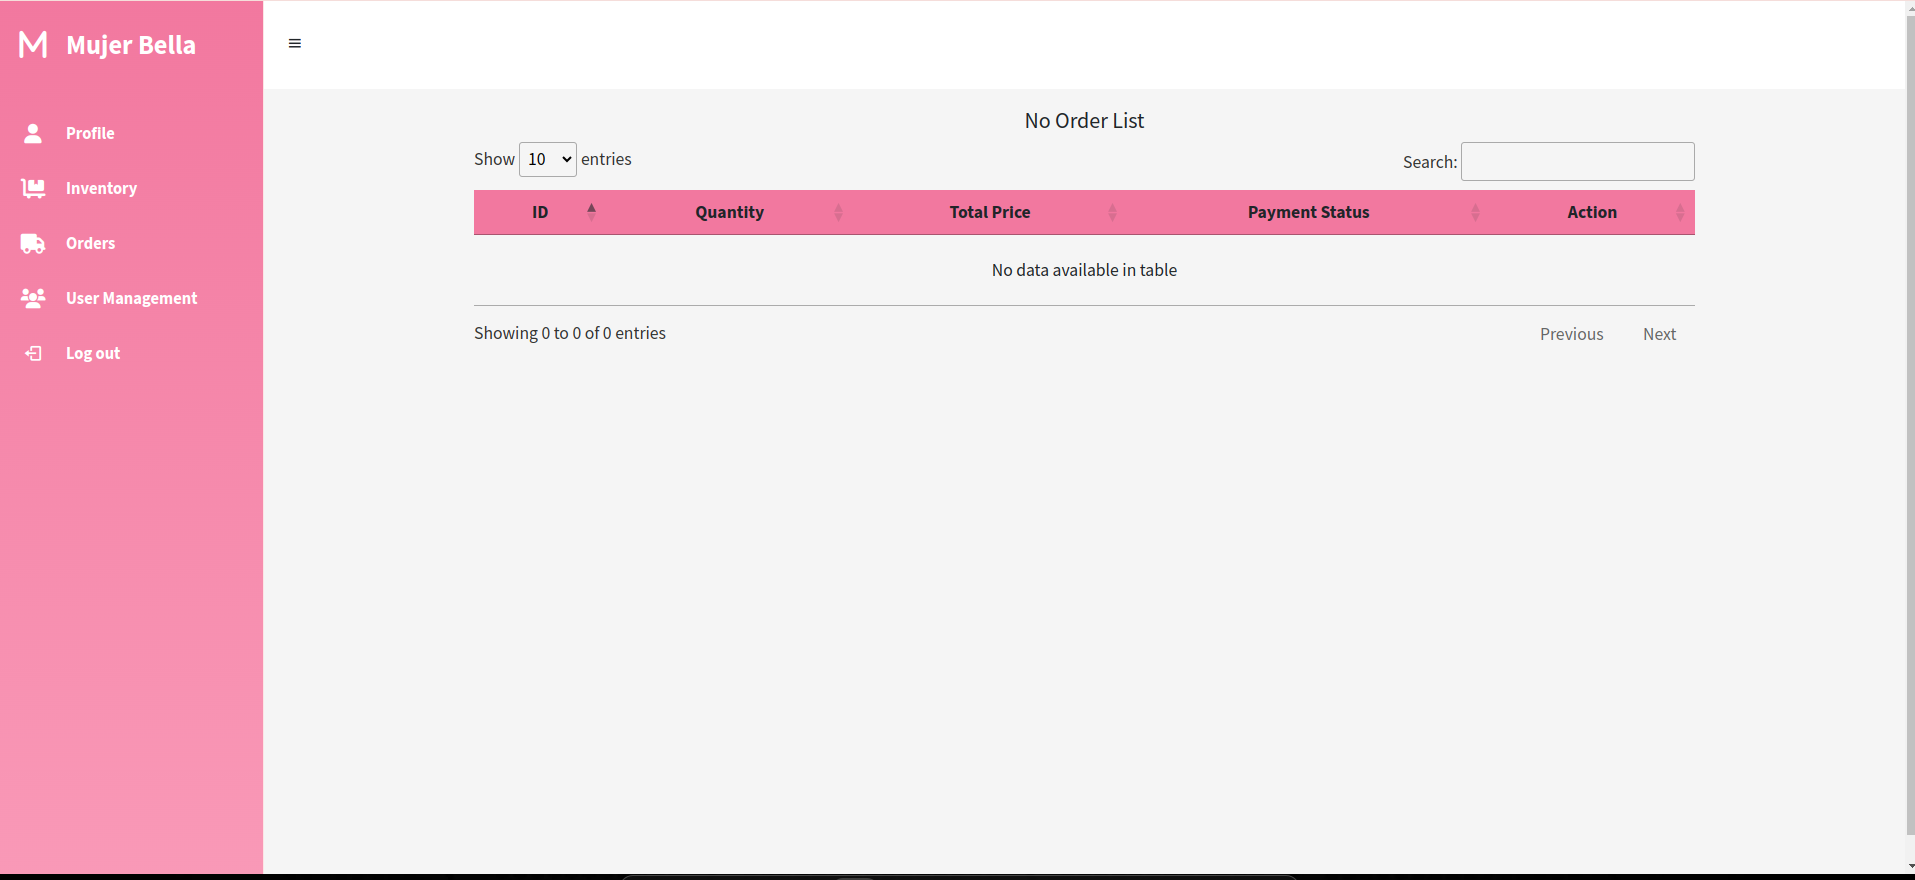 M Mujer Bella
Profile
Inventory
Orders
User Management
Log out
No Order List
Show 10 entries
Search:
ID Quantity Total Price Payment Status Action
No data available in table
Showing 0 to 0 of 0 entries
Previous Next